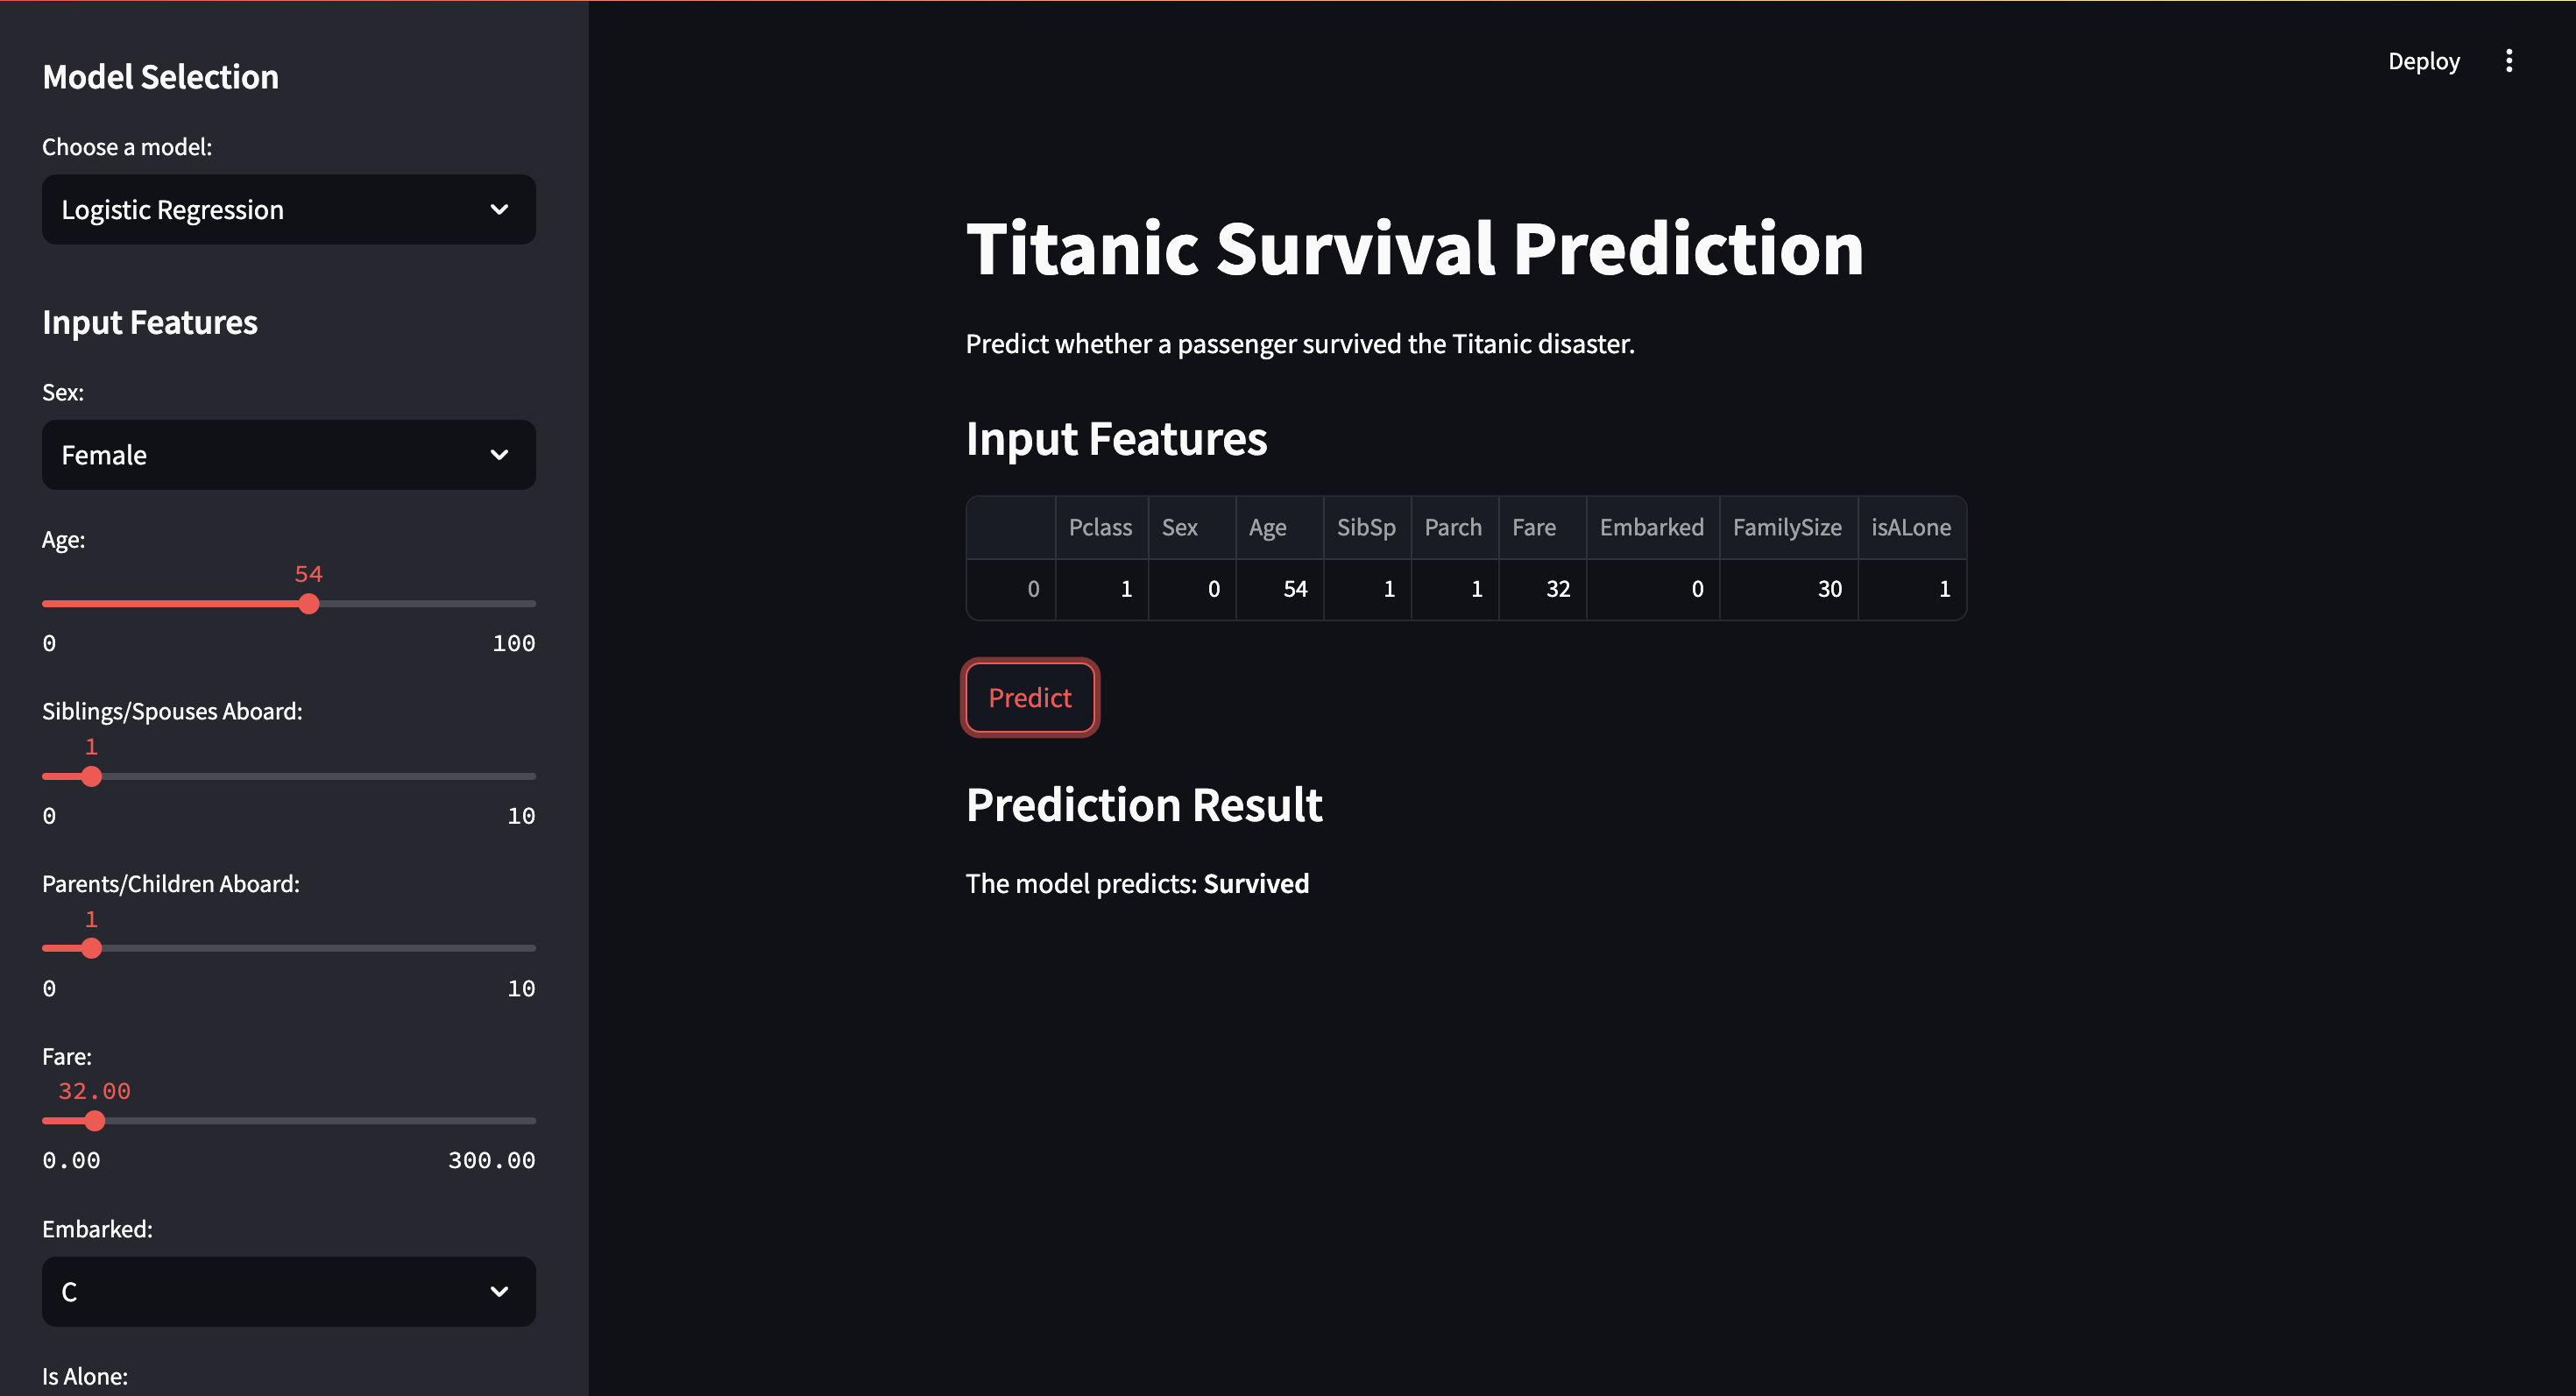 Model Selection
Choose a model:
Logistic Regression
Input Features
Sex:
Female
Age:
54
0 100
Siblings/Spouses Aboard:
1
0 10
Parents/Children Aboard:
1
0 10
Fare:
32.00
0.00 300.00
Embarked:
C
Is Alone:
Deploy
Titanic Survival Prediction
Predict whether a passenger survived the Titanic disaster.
Input Features
Pclass Sex Age SibSp Parch Fare Embarked FamilySize isALone
0 1 0 54 1 1 32 0 30 1
Predict
Prediction Result
The model predicts: Survived